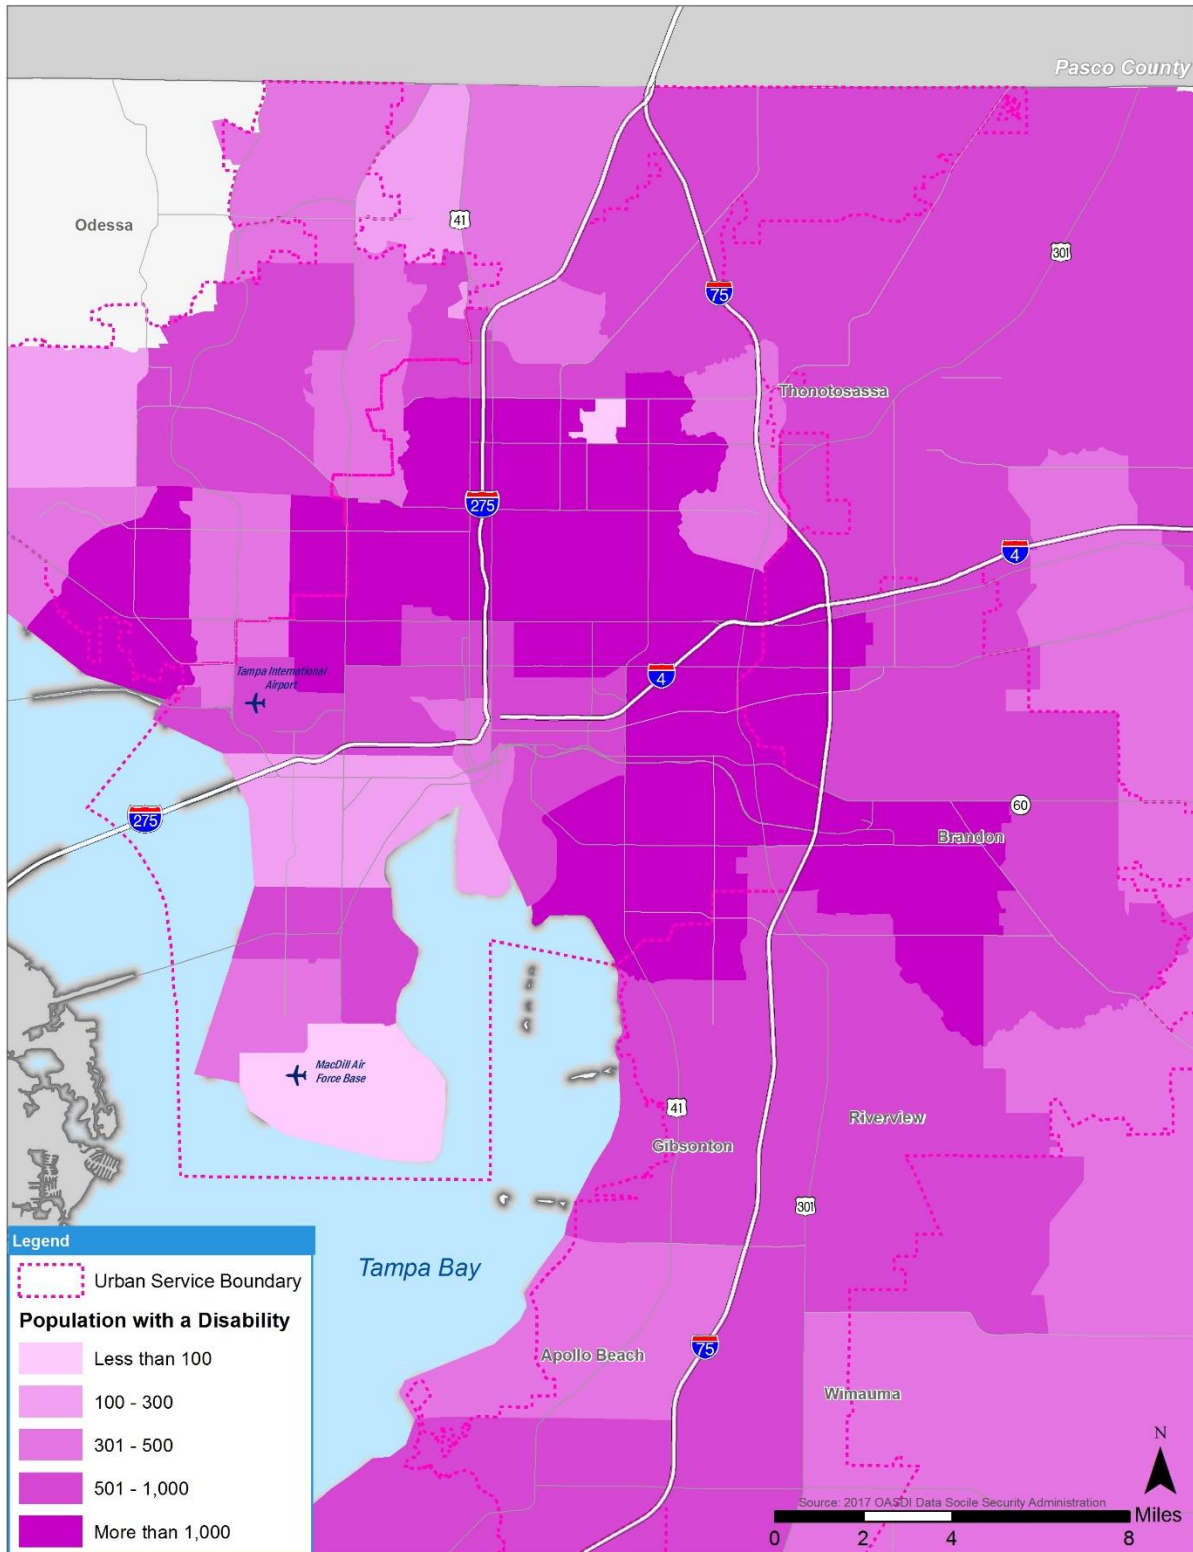 Pasco County
Odessa
41
301
75
Thonotosassa
275
4
Tampa International
Airport
4
60
275
Brandon
MacDill Air
Force Base
41
Riverview
Gibsonton
301
Legend
Urban Service Boundary
Tampa Bay
Population with a Disability
Less than 100
75
Apollo Beach
100 - 300
Wimauma
301 - 500
N
501 - 1,000
Source: 2017 OASDI Data Socile Security Administration
Miles
More than 1,000
0 2 4 8